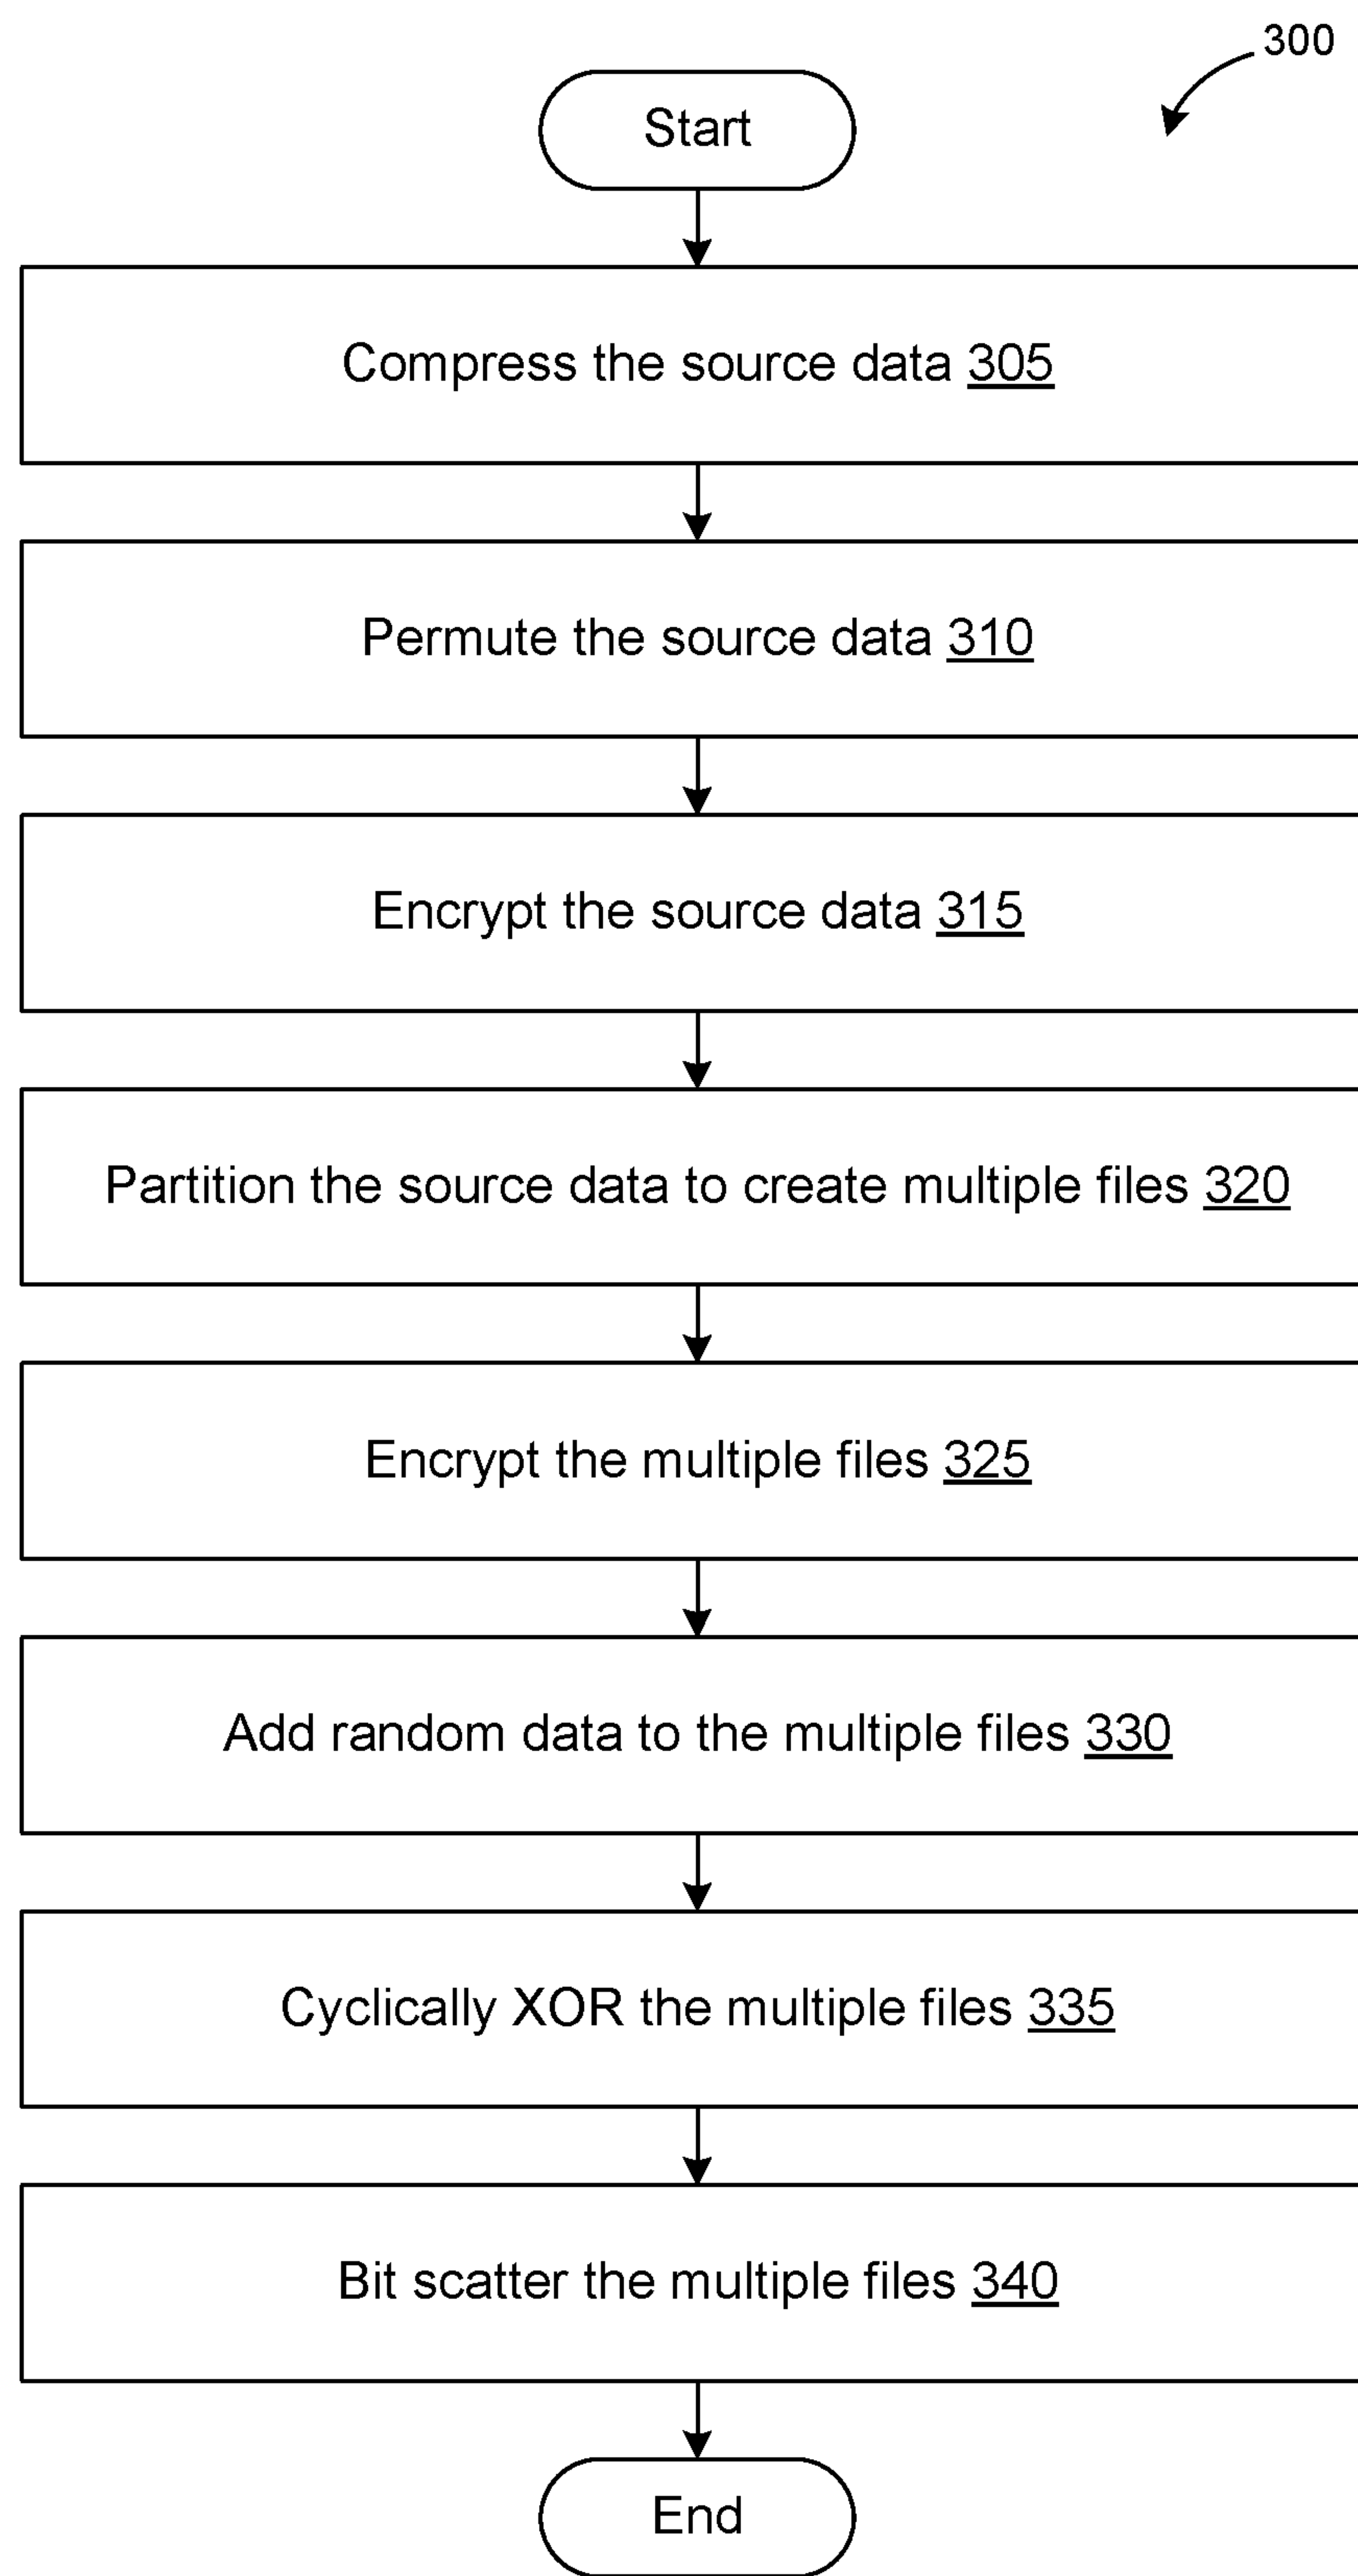 300
Start
Compress the source data 305
Permute the source data 310
Encrypt the source data 315
Partition the source data to create multiple files 320
Encrypt the multiple files 325
Add random data to the multiple files 330
Cyclically XOR the multiple files 335
Bit scatter the multiple files 340
End